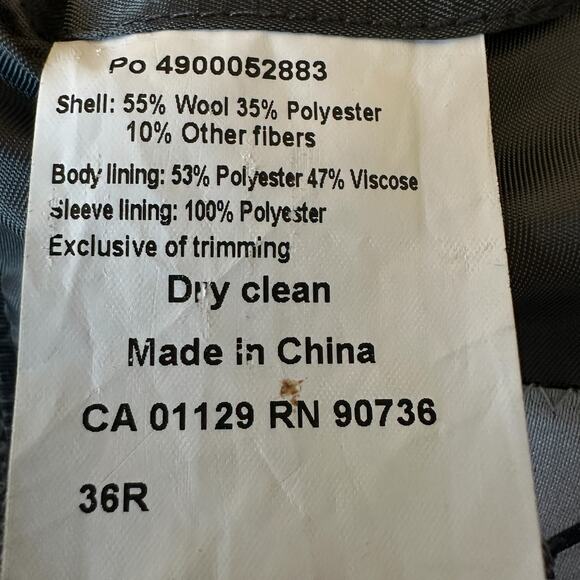 Po 4900052883
Shell: 55% Wool 35% Polyester
10% Other fibers
Body lining: 53% Polyester 47% Viscose
Sleeve lining: 100% Polyester
Exclusive of trimming
Dry clean
Made in China
CA 01129 RN 90736
36R